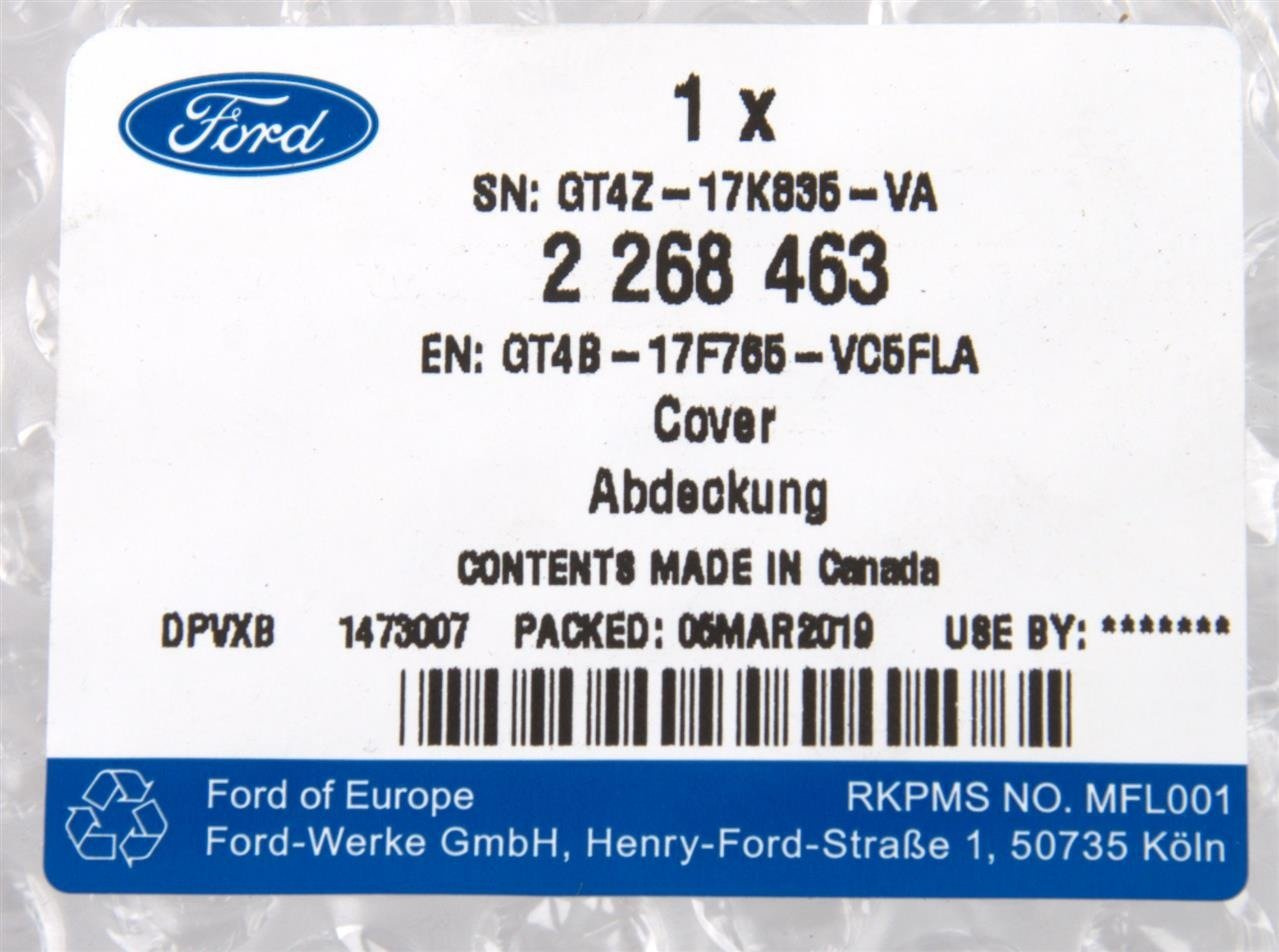 Ford
1 x
SN: GT4Z-17K835-VA
2 268 463
EN: GT4B-17F765-VC5FLA
Cover
Abdeckung
CONTENTS MADE IN Canada
DPVXB 1473007 PACKED: 05MAR2019 USE BY: *******
Ford of Europe RKPMS NO. MFL001
Ford-Werke GmbH, Henry-Ford-Straße 1, 50735 Köln